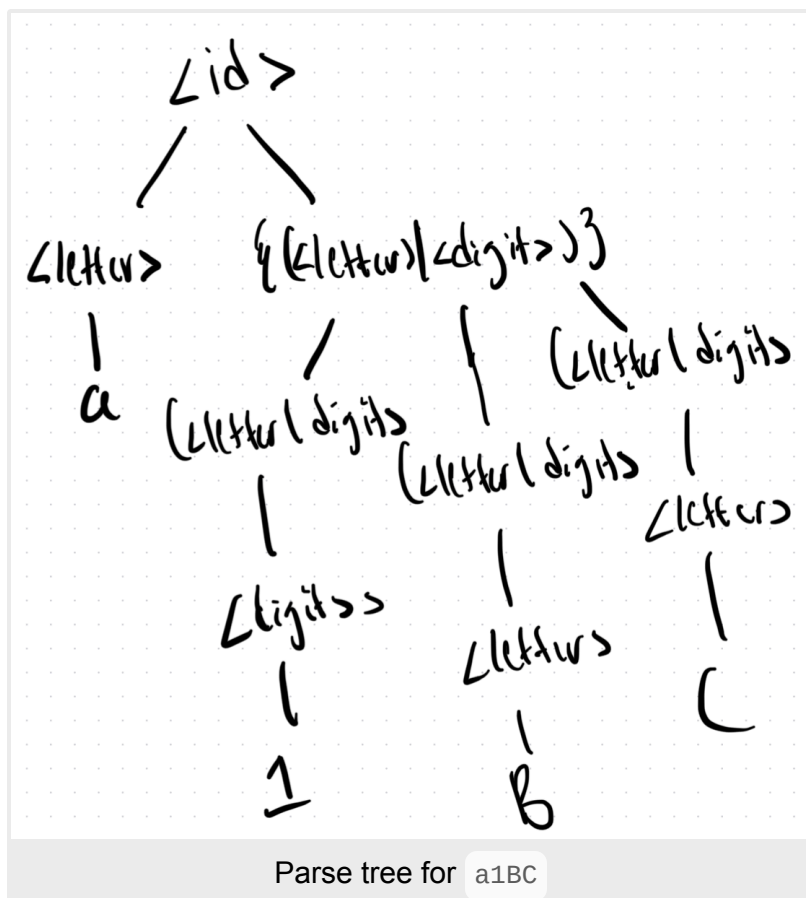 <id>
<letter> {(<letter>|<digit>)}
(<letter|digit>
a
(<letter|digit>
(<letter|digit>
<letter>
<digit>>
<letter>
C
1
B
Parse tree for a1BC